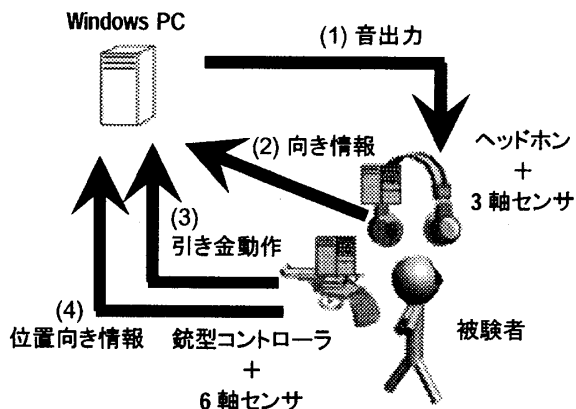 Windows PC
(1) 音出力
(2) 向き情報
ヘッドホン
+
3 軸センサ
(3)
引き金動作
(4)
位置向き情報
銃型コントローラ
+
6 軸センサ
被験者